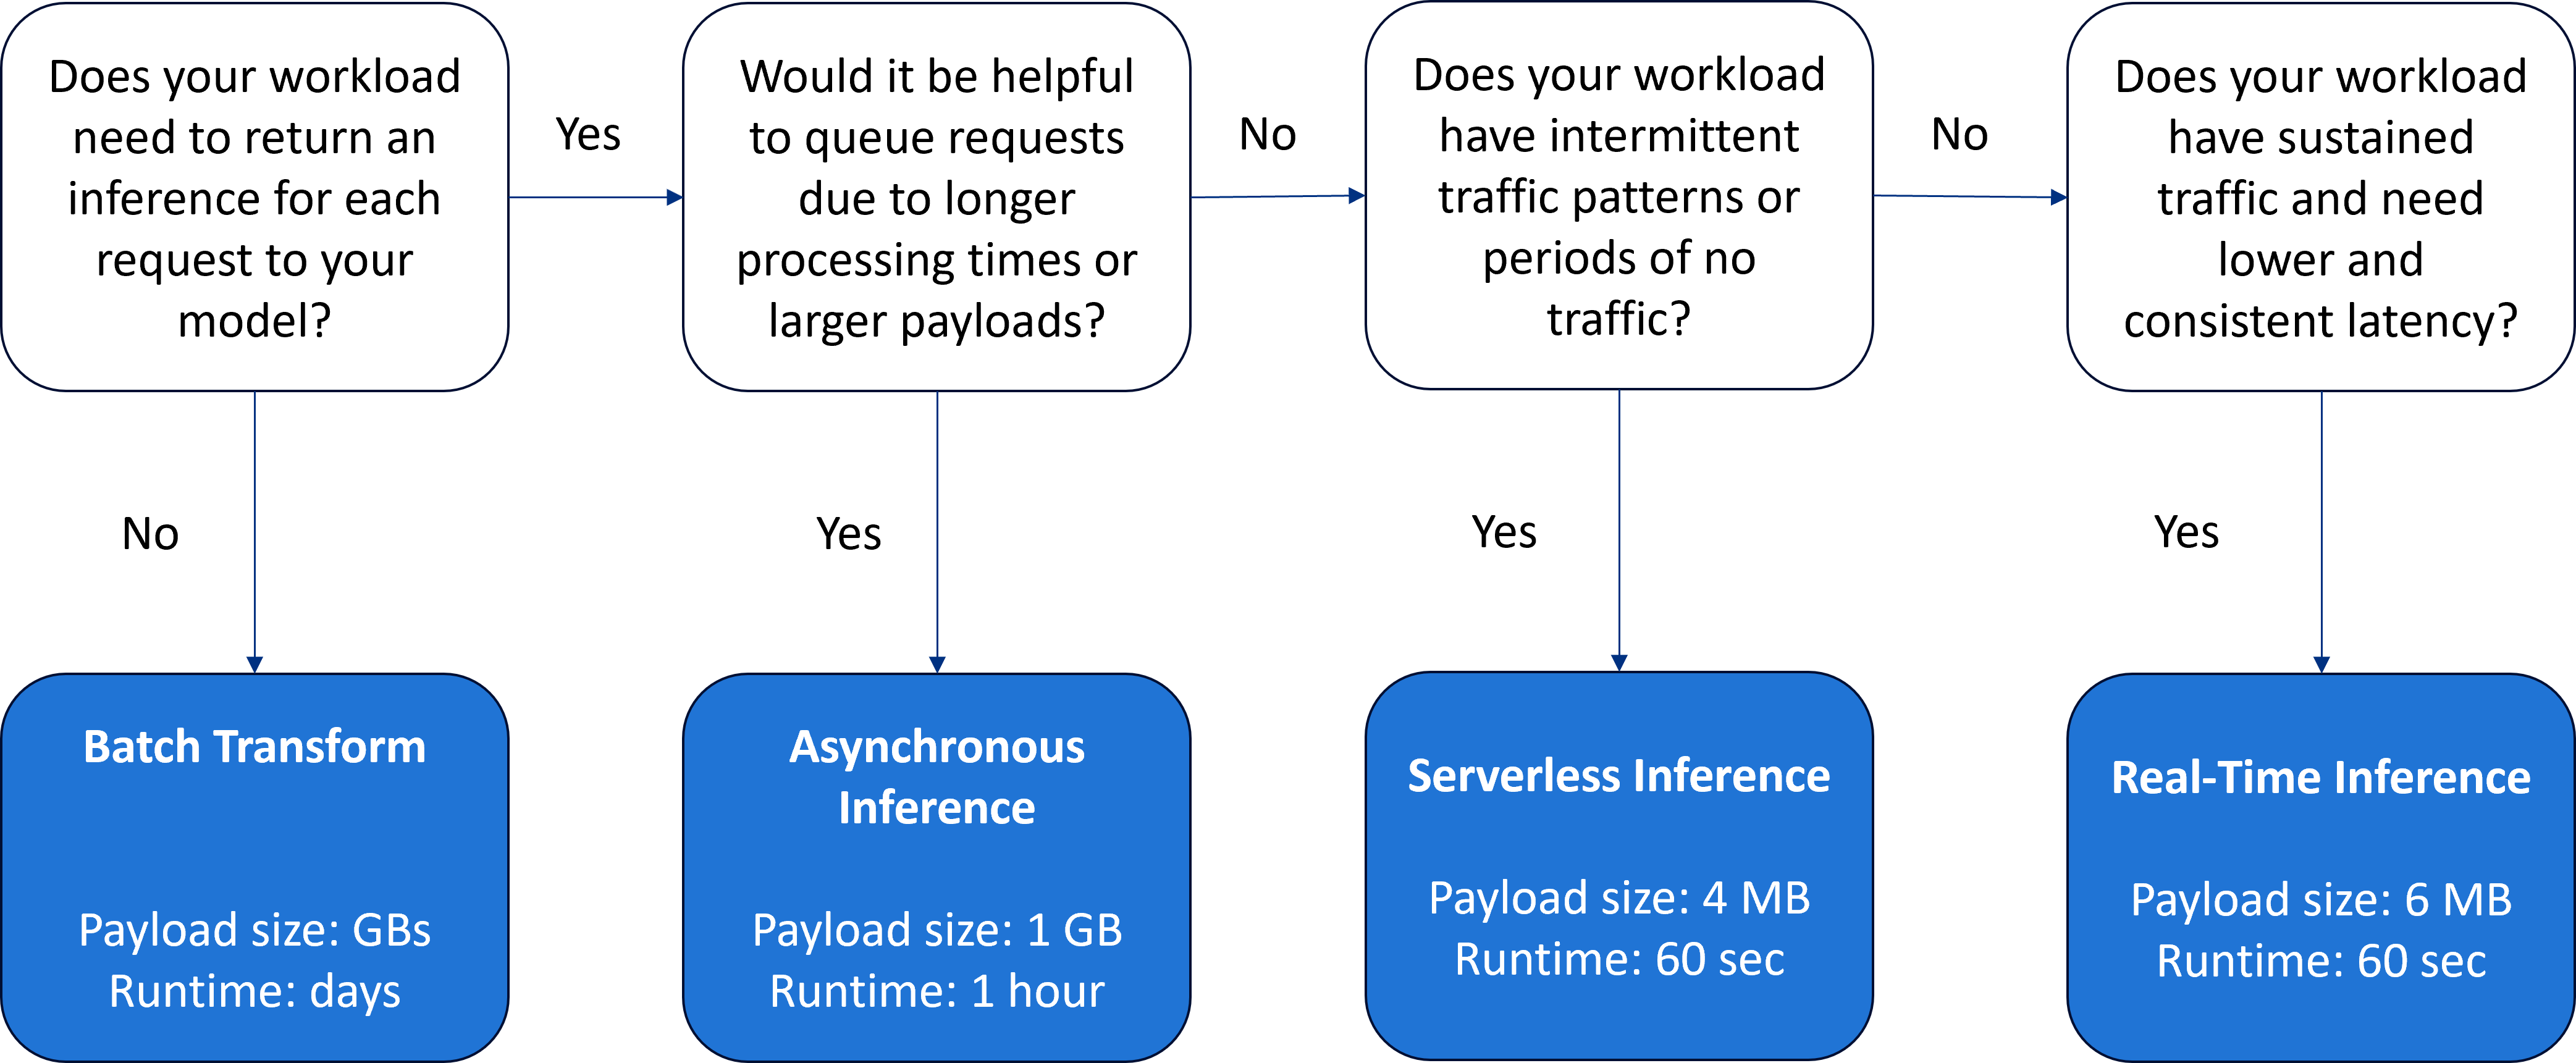 Does your workload
need to return an
inference for each
request to your
model?
Yes
Would it be helpful
to queue requests
due to longer
processing times or
larger payloads?
No
Does your workload
have intermittent
traffic patterns or
periods of no
traffic?
No
Does your workload
have sustained
traffic and need
lower and
consistent latency?
No
Yes
Yes
Yes
Batch Transform
Payload size: GBs
Runtime: days
Asynchronous
Inference
Payload size: 1 GB
Runtime: 1 hour
Serverless Inference
Payload size: 4 MB
Runtime: 60 sec
Real-Time Inference
Payload size: 6 MB
Runtime: 60 sec